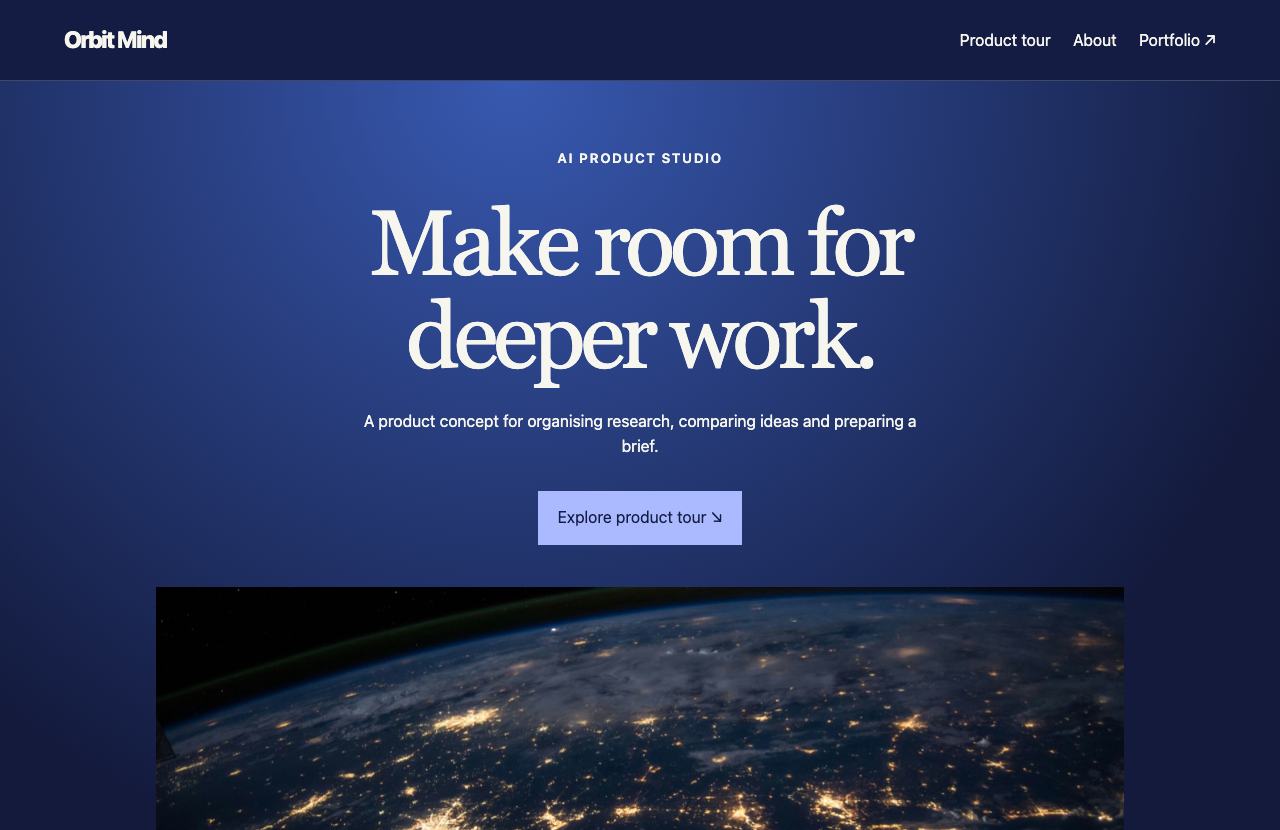 Orbit Mind
Product tour
About
Portfolio ↗
AI PRODUCT STUDIO
Make room for
deeper work.
A product concept for organising research, comparing ideas and preparing a
brief.
Explore product tour ↘